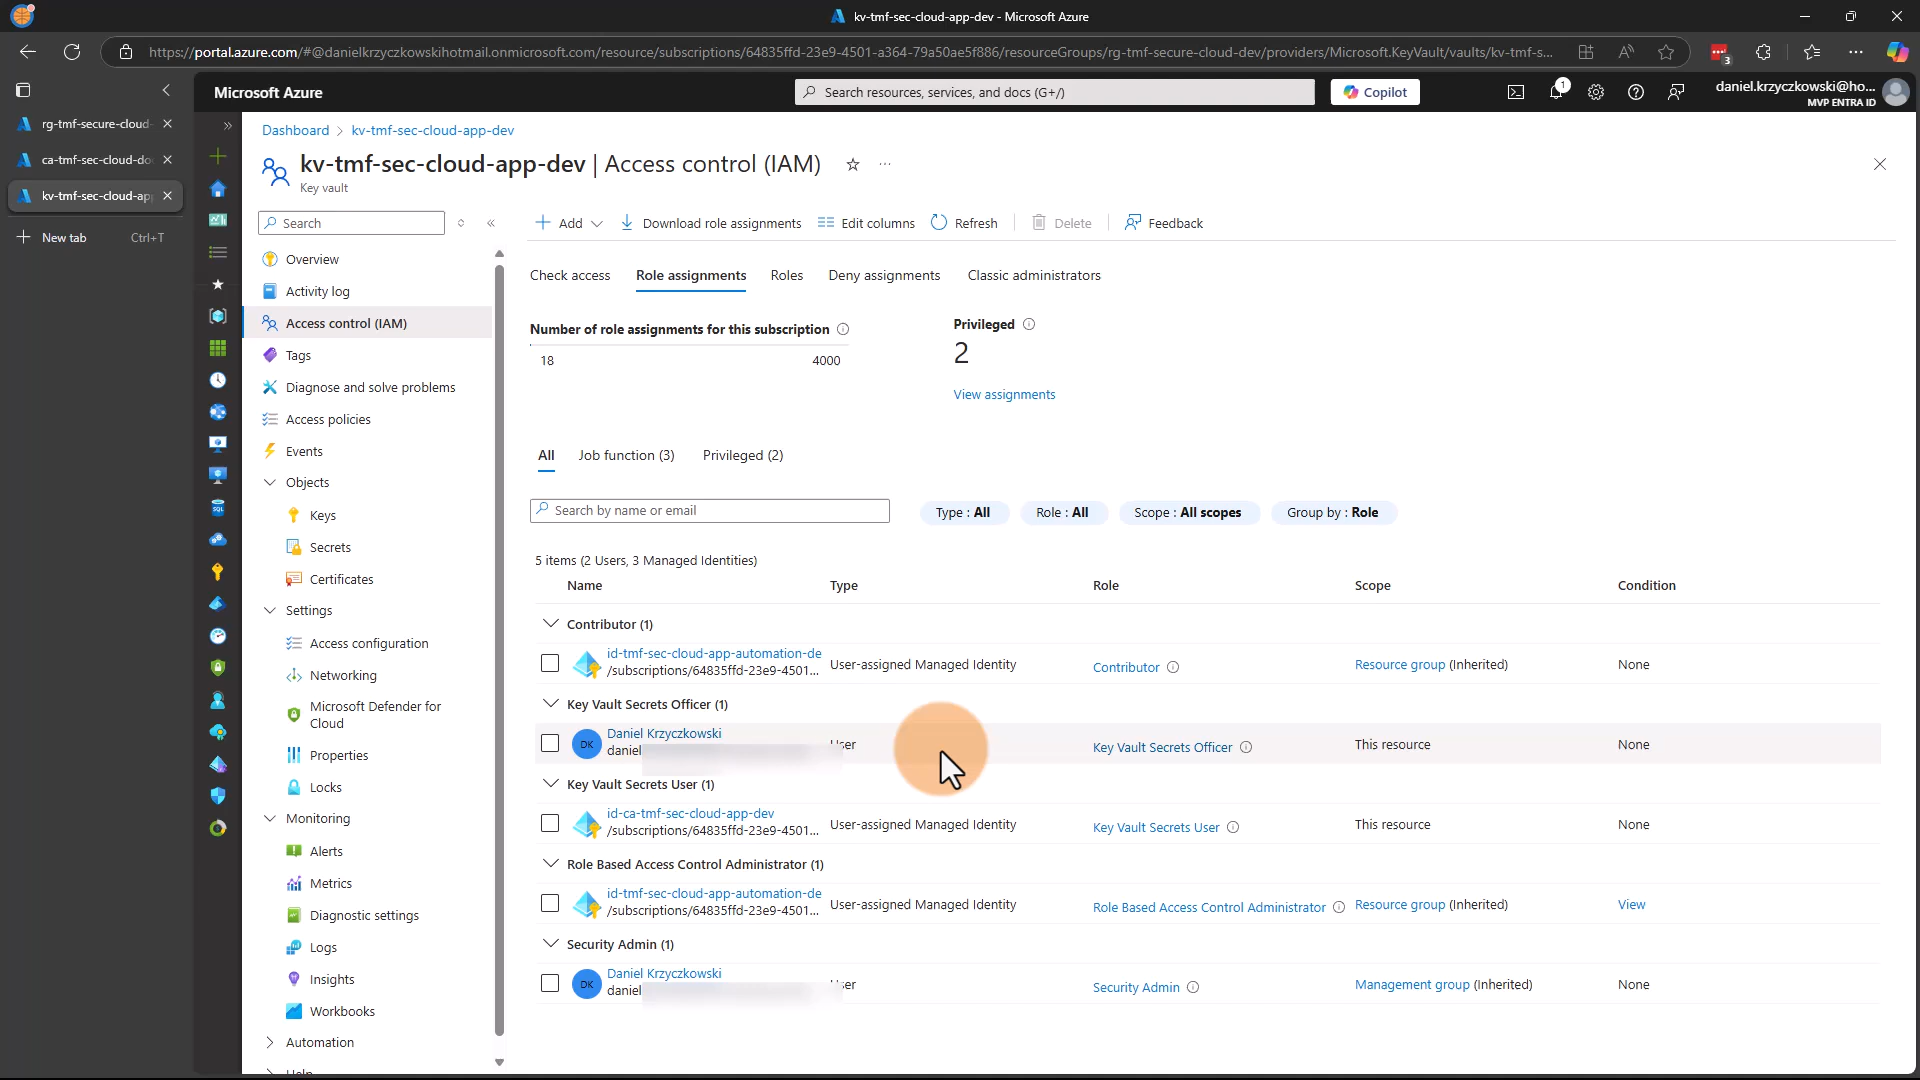 kv-tmf-sec-cloud-app-dev - Microsoft Azure
https://portal.azure.com/#@danielkrzyczkowskihotmail.onmicrosoft.com/resource/subscriptions/64835ffd-23e9-4501-a364-79a50ae5f886/resourceGroups/rg-tmf-secure-cloud-dev/providers/Microsoft.KeyVault/vaults/kv-tmf-s...
3
rg-tmf-secure-cloud-
ca-tmf-sec-cloud-do
kv-tmf-sec-cloud-ap
New tab Ctrl+T
Microsoft Azure
Search resources, services, and docs (G+/)
Copilot
1
daniel.krzyczkowski@ho...
MVP ENTRA ID
Dashboard > kv-tmf-sec-cloud-app-dev
kv-tmf-sec-cloud-app-dev | Access control (IAM)
Key vault
Search
Overview
Activity log
Access control (IAM)
Tags
Diagnose and solve problems
Access policies
Events
Objects
Keys
Secrets
Certificates
Settings
Access configuration
Networking
Microsoft Defender for
Cloud
Properties
Locks
Monitoring
Alerts
Metrics
Diagnostic settings
Logs
Insights
Workbooks
Automation
Help
Add Download role assignments Edit columns Refresh Delete Feedback
Check access Role assignments Roles Deny assignments Classic administrators
Number of role assignments for this subscription
18 4000
Privileged
2
View assignments
All Job function (3) Privileged (2)
Search by name or email
Type : All Role : All Scope : All scopes Group by : Role
5 items (2 Users, 3 Managed Identities)
Name Type Role Scope Condition
Contributor (1)
id-tmf-sec-cloud-app-automation-de
/subscriptions/64835ffd-23e9-4501...
User-assigned Managed Identity Contributor Resource group (Inherited) None
Key Vault Secrets Officer (1)
DK Daniel Krzyczkowski
daniel
User Key Vault Secrets Officer This resource None
Key Vault Secrets User (1)
id-ca-tmf-sec-cloud-app-dev
/subscriptions/64835ffd-23e9-4501...
User-assigned Managed Identity Key Vault Secrets User This resource None
Role Based Access Control Administrator (1)
id-tmf-sec-cloud-app-automation-de
/subscriptions/64835ffd-23e9-4501...
User-assigned Managed Identity Role Based Access Control Administrator Resource group (Inherited) View
Security Admin (1)
DK Daniel Krzyczkowski
daniel
User Security Admin Management group (Inherited) None